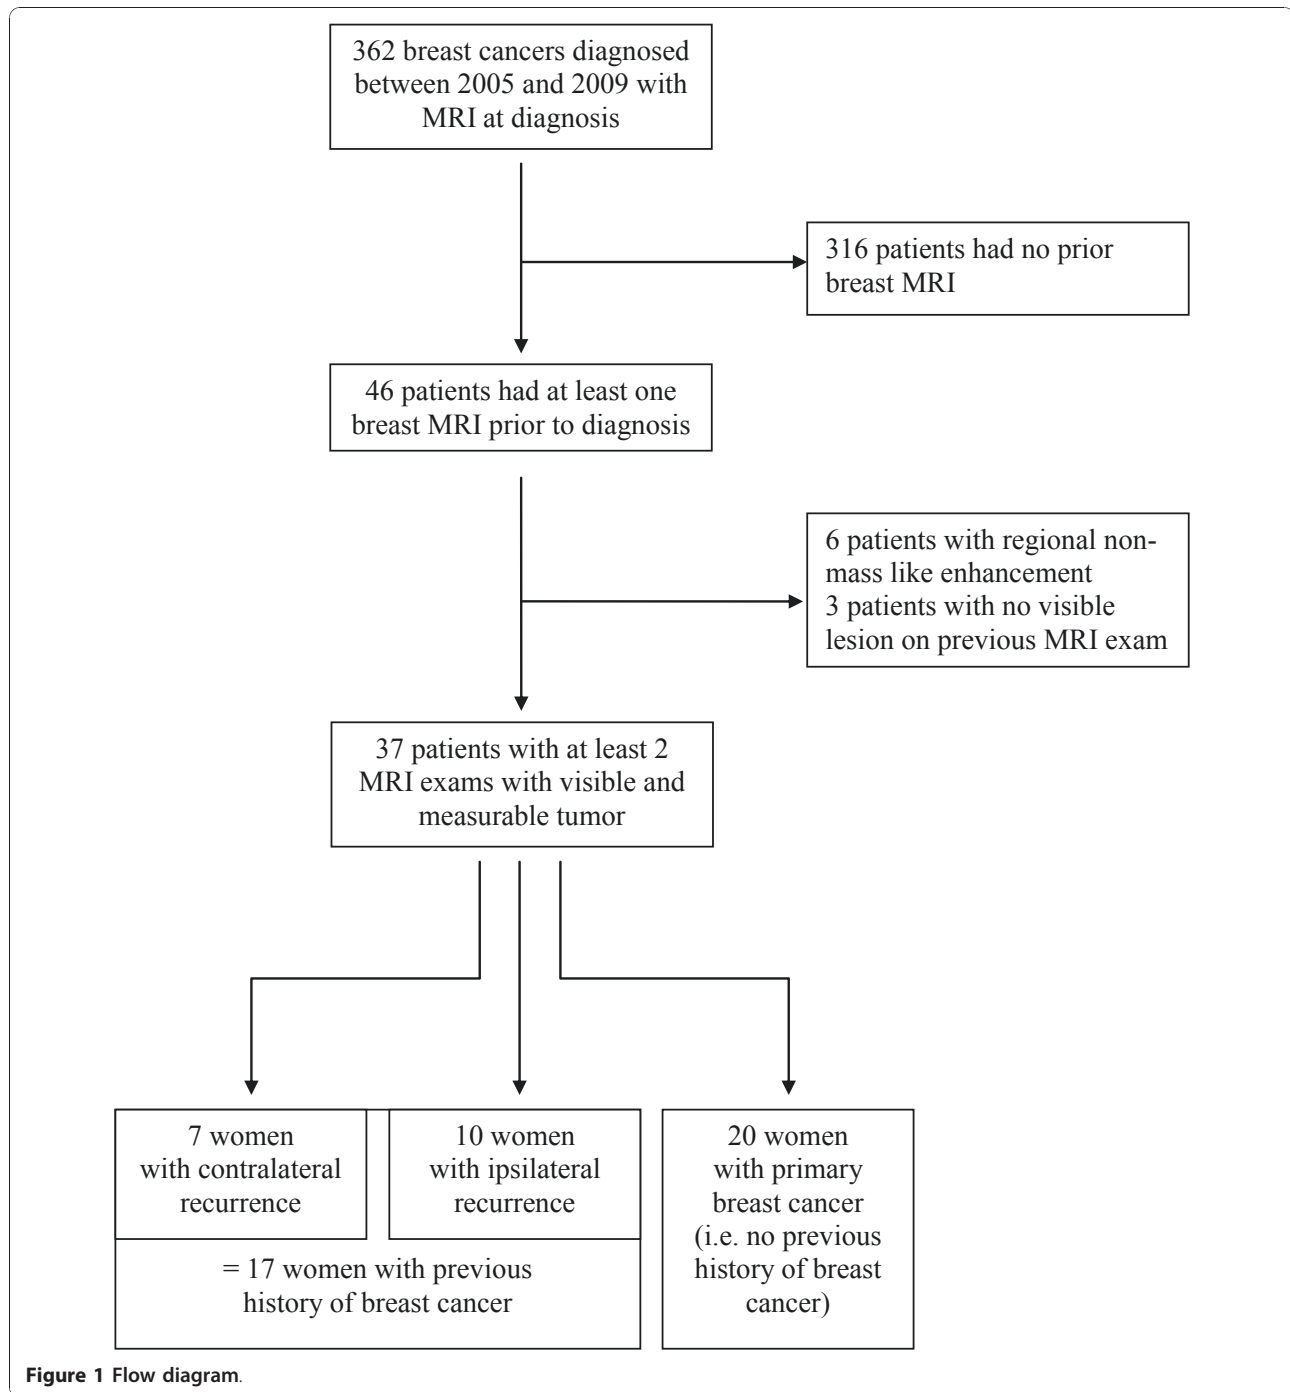 362 breast cancers diagnosed
between 2005 and 2009 with
MRI at diagnosis
316 patients had no prior
breast MRI
46 patients had at least one
breast MRI prior to diagnosis
6 patients with regional non-
mass like enhancement
3 patients with no visible
lesion on previous MRI exam
37 patients with at least 2
MRI exams with visible and
measurable tumor
7 women
with contralateral
recurrence
10 women
with ipsilateral
recurrence
= 17 women with previous
history of breast cancer
20 women
with primary
breast cancer
(i.e. no previous
history of breast
cancer)
Figure 1 Flow diagram.